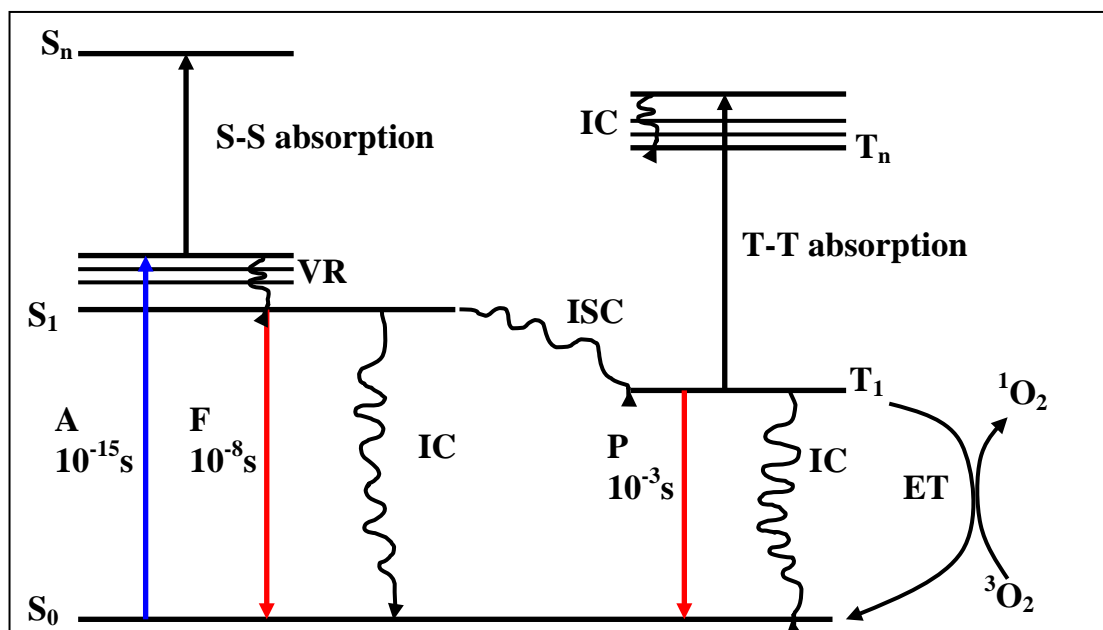 Sₙ
S-S absorption
IC
Tₙ
T-T absorption
VR
S₁
ISC
T₁
¹O₂
A
10⁻¹⁵s
F
10⁻⁸s
IC
P
10⁻³s
IC
ET
³O₂
S₀